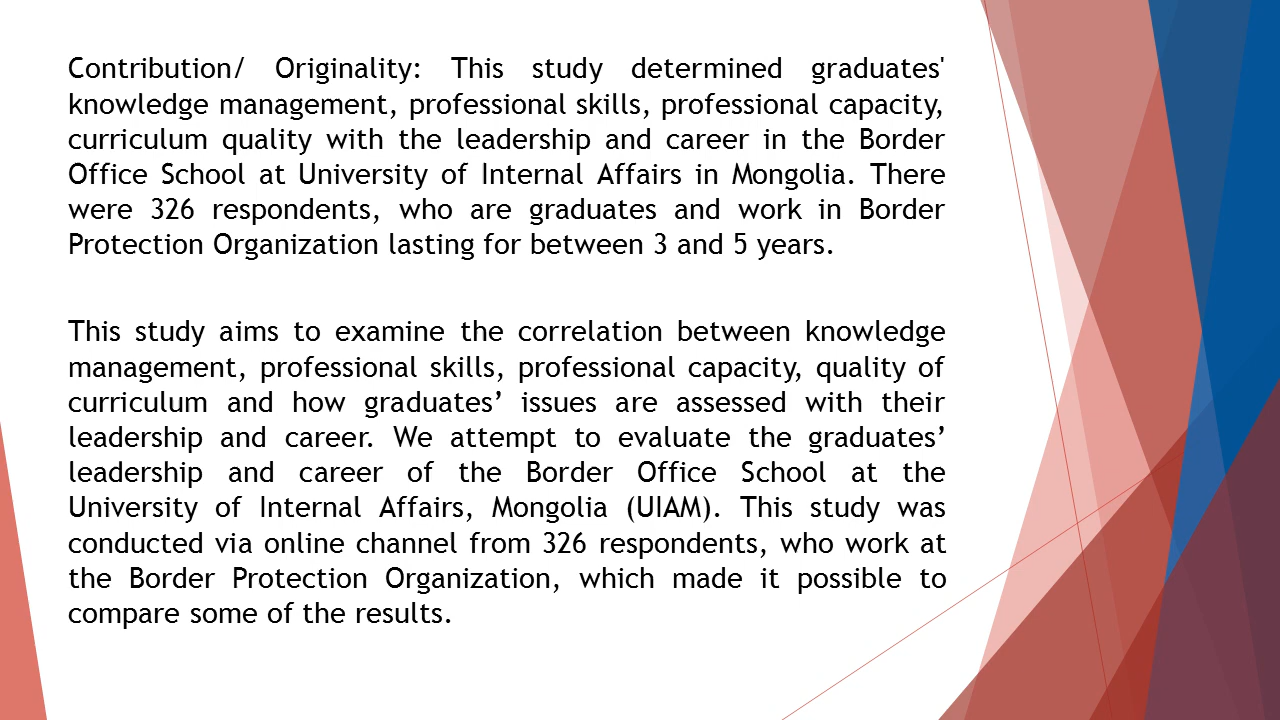 Contribution/ Originality: This study determined graduates'
knowledge management, professional skills, professional capacity,
curriculum quality with the leadership and career in the Border
Office School at University of Internal Affairs in Mongolia. There
were 326 respondents, who are graduates and work in Border
Protection Organization lasting for between 3 and 5 years.
This study aims to examine the correlation between knowledge
management, professional skills, professional capacity, quality of
curriculum and how graduates’ issues are assessed with their
leadership and career. We attempt to evaluate the graduates’
leadership and career of the Border Office School at the
University of Internal Affairs, Mongolia (UIAM). This study was
conducted via online channel from 326 respondents, who work at
the Border Protection Organization, which made it possible to
compare some of the results.